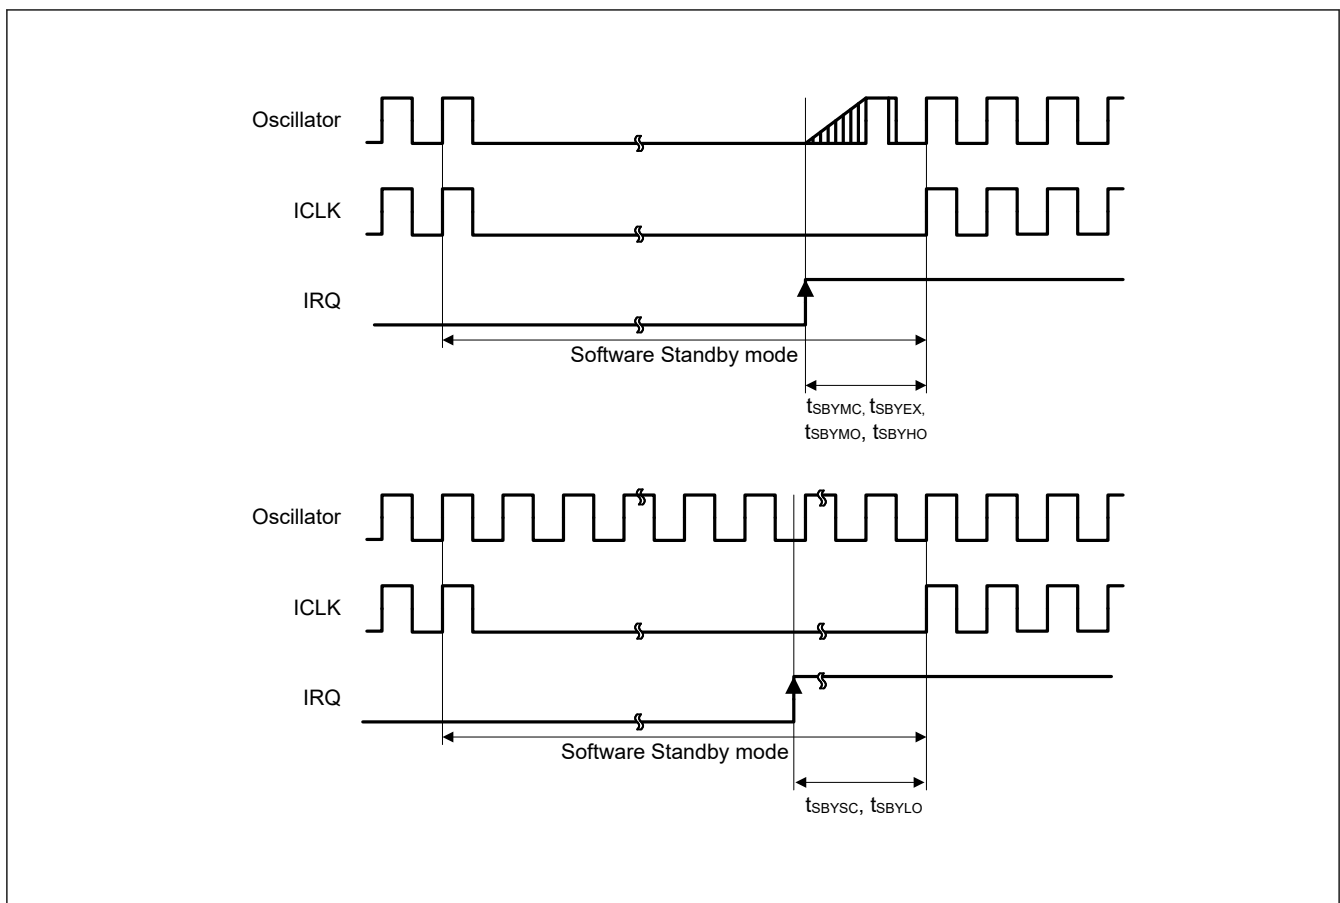 Oscillator
ICLK
IRQ
Software Standby mode
tSBYMC, tSBYEX,
tSBYMO, tSBYHO
Oscillator
ICLK
IRQ
Software Standby mode
tSBYSC, tSBYLO